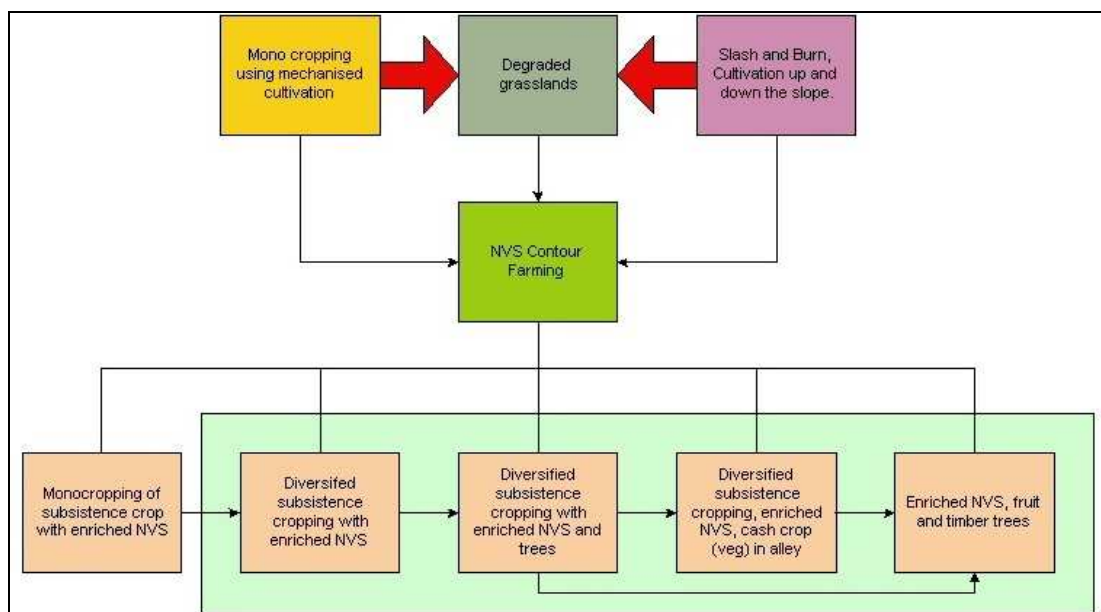 Mono cropping
using mechanised
cultivation
Degraded
grasslands
Slash and Burn,
Cultivation up and
down the slope.
NVS Contour
Farming
Monocropping of
subsistence crop
with enriched NVS
Diversifed
subsistence
cropping with
enriched NVS
Diversified
subsistence
cropping with
enriched NVS and
trees
Diversified
subsistence
cropping, enriched
NVS, cash crop
(veg) in alley
Enriched NVS, fruit
and timber trees